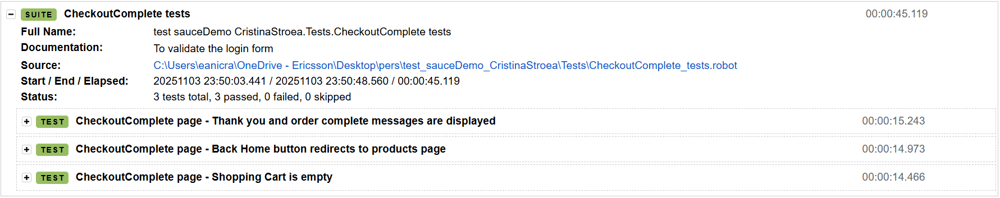 SUITE CheckoutComplete tests 00:00:45.119
Full Name: test sauceDemo CristinaStroea.Tests.CheckoutComplete tests
Documentation: To validate the login form
Source: C:\Users\eanicra\OneDrive - Ericsson\Desktop\pers\test_sauceDemo_CristinaStroea\Tests\CheckoutComplete_tests.robot
Start / End / Elapsed: 20251103 23:50:03.441 / 20251103 23:50:48.560 / 00:00:45.119
Status: 3 tests total, 3 passed, 0 failed, 0 skipped
TEST CheckoutComplete page - Thank you and order complete messages are displayed 00:00:15.243
TEST CheckoutComplete page - Back Home button redirects to products page 00:00:14.973
TEST CheckoutComplete page - Shopping Cart is empty 00:00:14.466